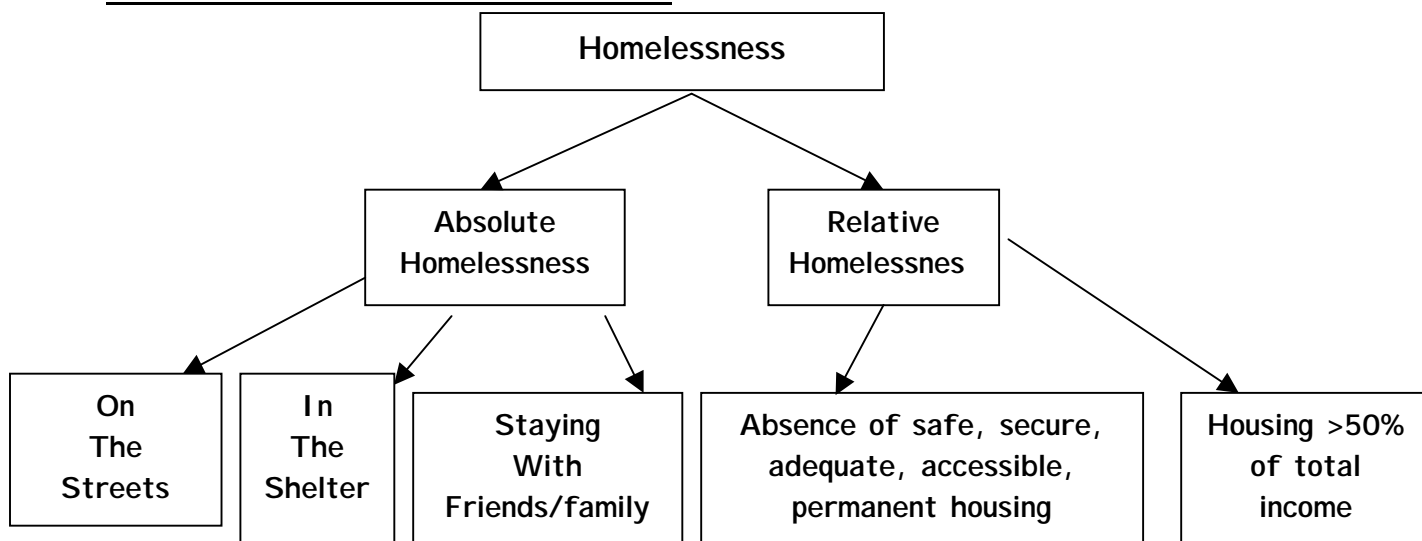 Homelessness
Absolute
Homelessness
Relative
Homelessnes
On
The
Streets
In
The
Shelter
Staying
With
Friends/family
Absence of safe, secure,
adequate, accessible,
permanent housing
Housing >50%
of total
income